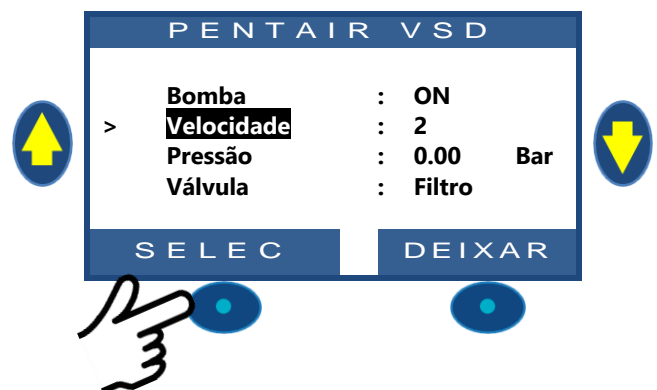 PENTAIR VSD
Bomba : ON
> Velocidade : 2
Pressão : 0.00 Bar
Válvula : Filtro
SELEC DEIXAR